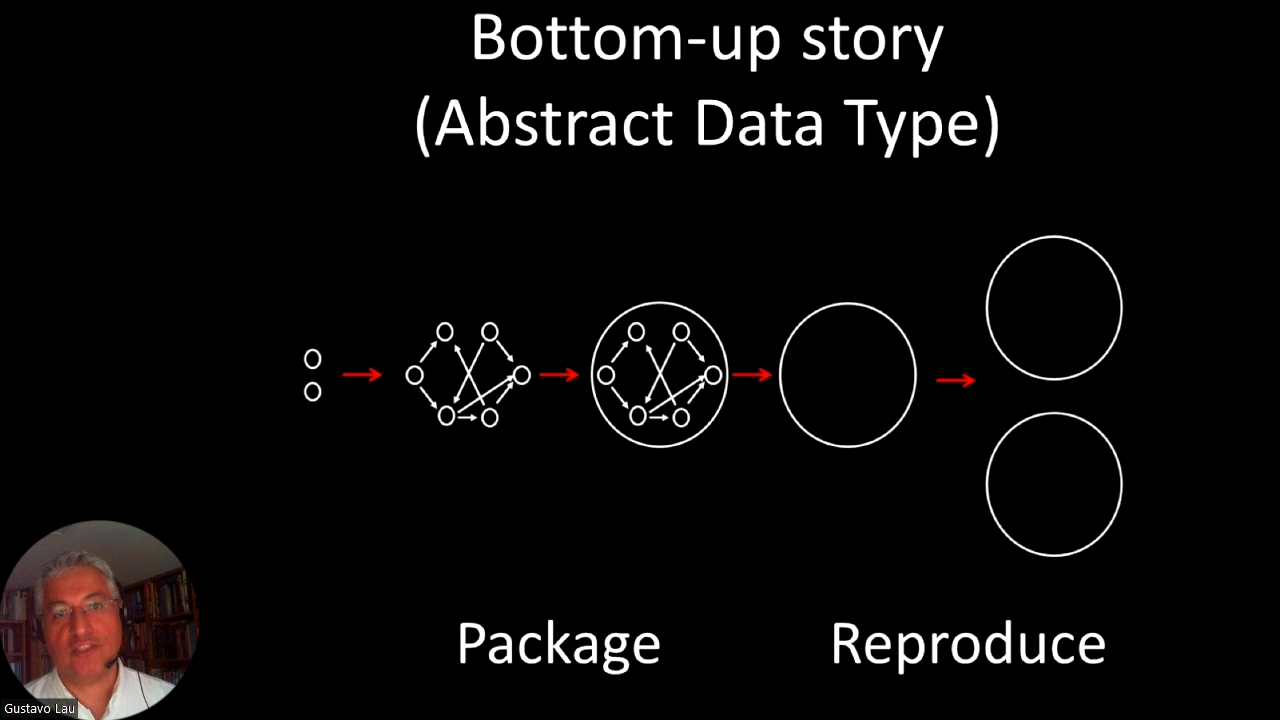 Bottom-up story
(Abstract Data Type)
Package
Reproduce
Gustavo Lau